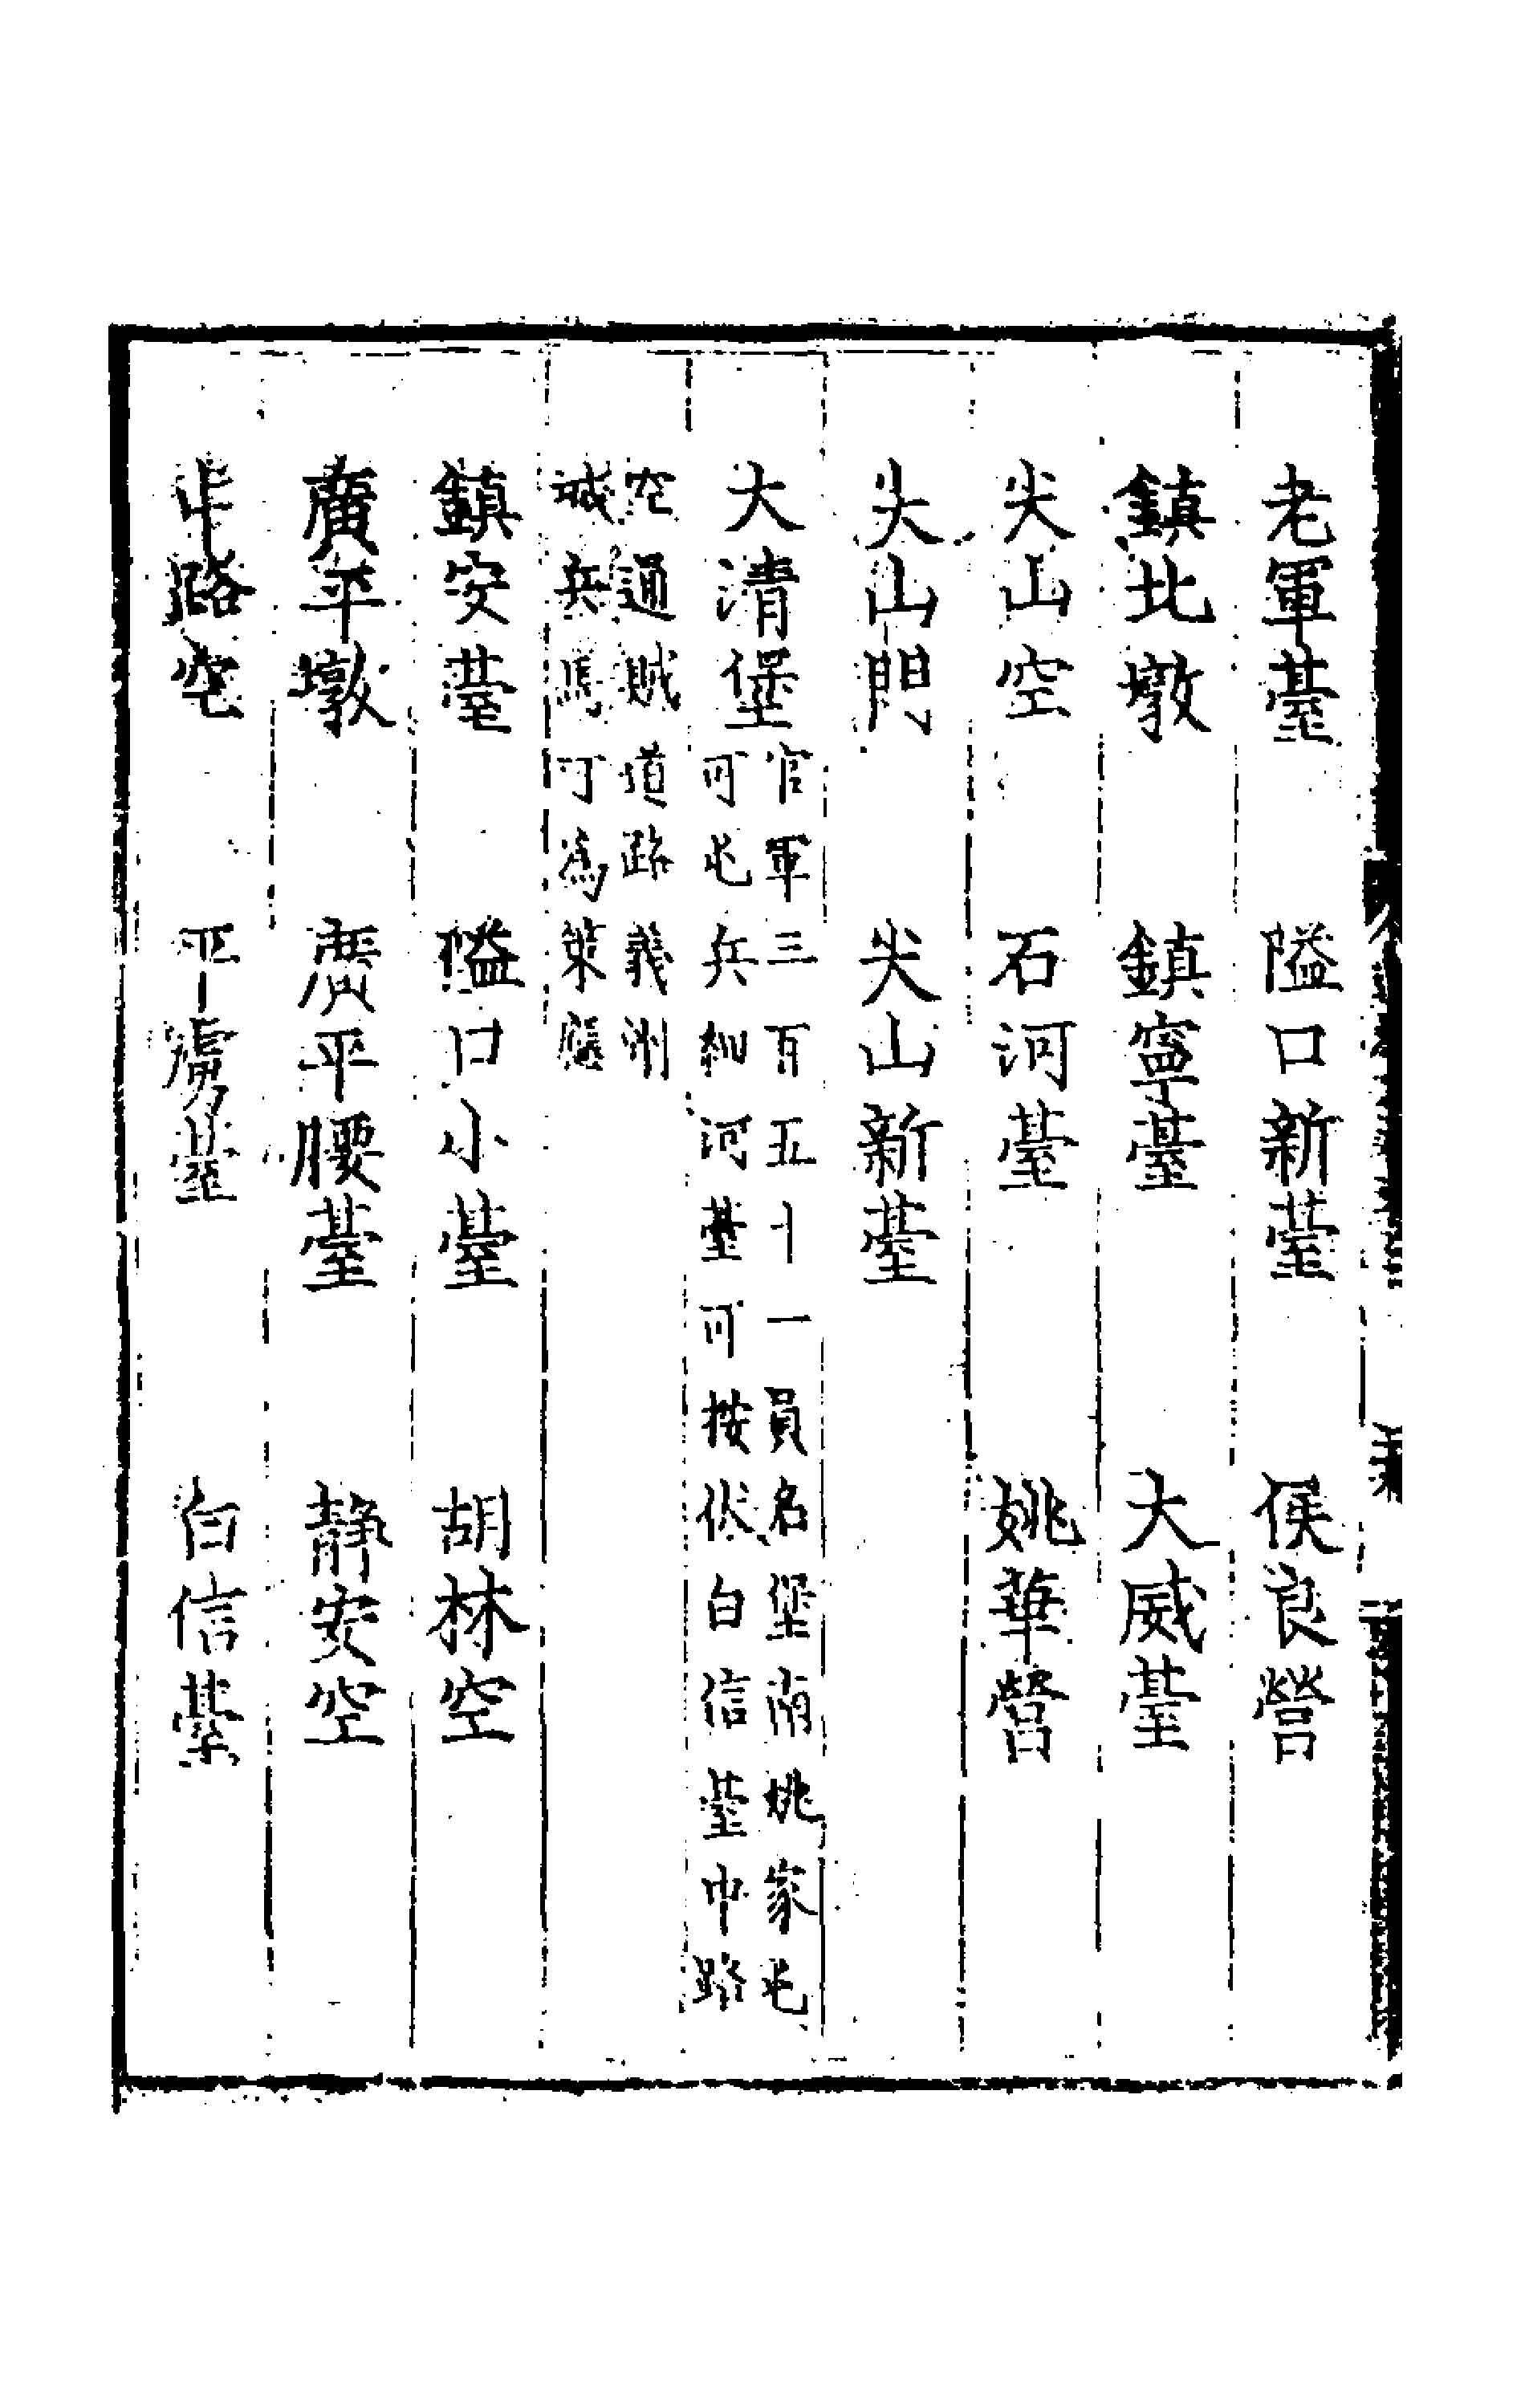 老軍臺 隘口新臺 侯良營
鎮北墩 鎮寧臺 大威臺
尖山空 石河臺 姚華營
尖山門 尖山新臺
大清堡 官軍三百五十一員名堡南姚家屯
可屯兵細河臺可按伏白信臺中路
空通賊道路義州
城兵馬可為策應
鎮安臺 隘口小臺 胡林空
廣平墩 廣平腰臺 靜安空
中路空 平虜臺 白信臺